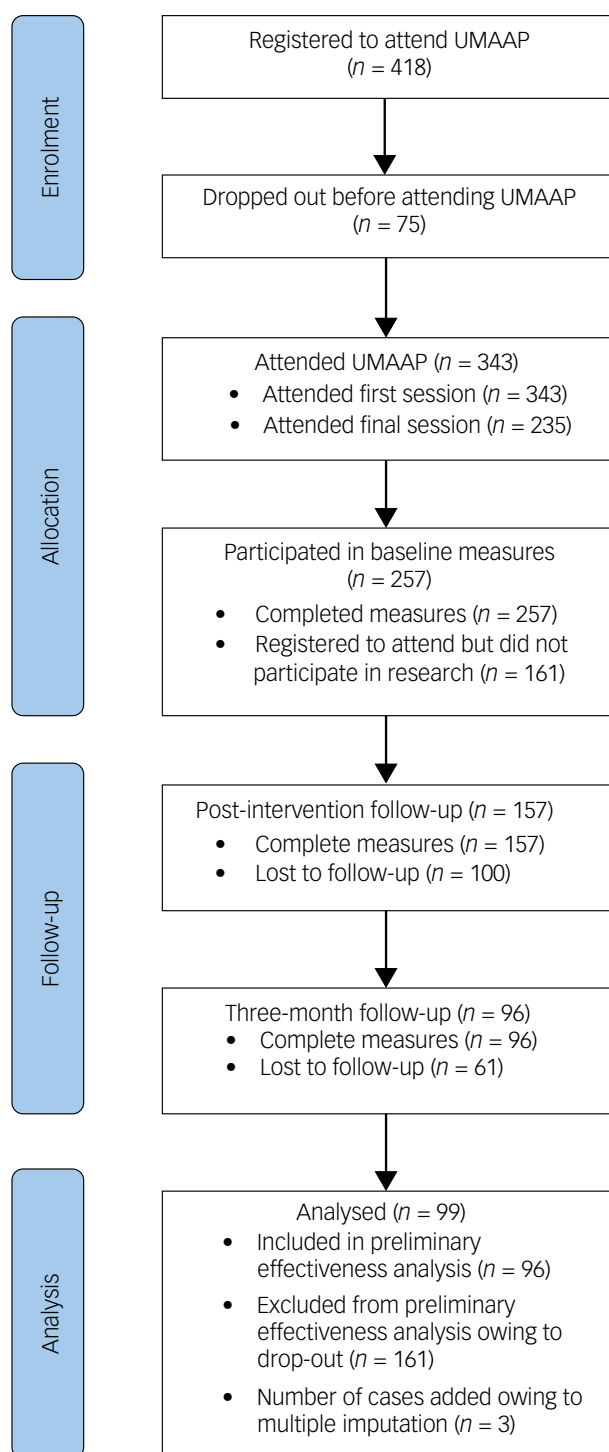 Enrolment
Registered to attend UMAAP
(n = 418)
Dropped out before attending UMAAP
(n = 75)
Allocation
Attended UMAAP (n = 343)
• Attended first session (n = 343)
• Attended final session (n = 235)
Participated in baseline measures
(n = 257)
• Completed measures (n = 257)
• Registered to attend but did not
participate in research (n = 161)
Follow-up
Post-intervention follow-up (n = 157)
• Complete measures (n = 157)
• Lost to follow-up (n = 100)
Three-month follow-up (n = 96)
• Complete measures (n = 96)
• Lost to follow-up (n = 61)
Analysis
Analysed (n = 99)
• Included in preliminary
effectiveness analysis (n = 96)
• Excluded from preliminary
effectiveness analysis owing to
drop-out (n = 161)
• Number of cases added owing to
multiple imputation (n = 3)